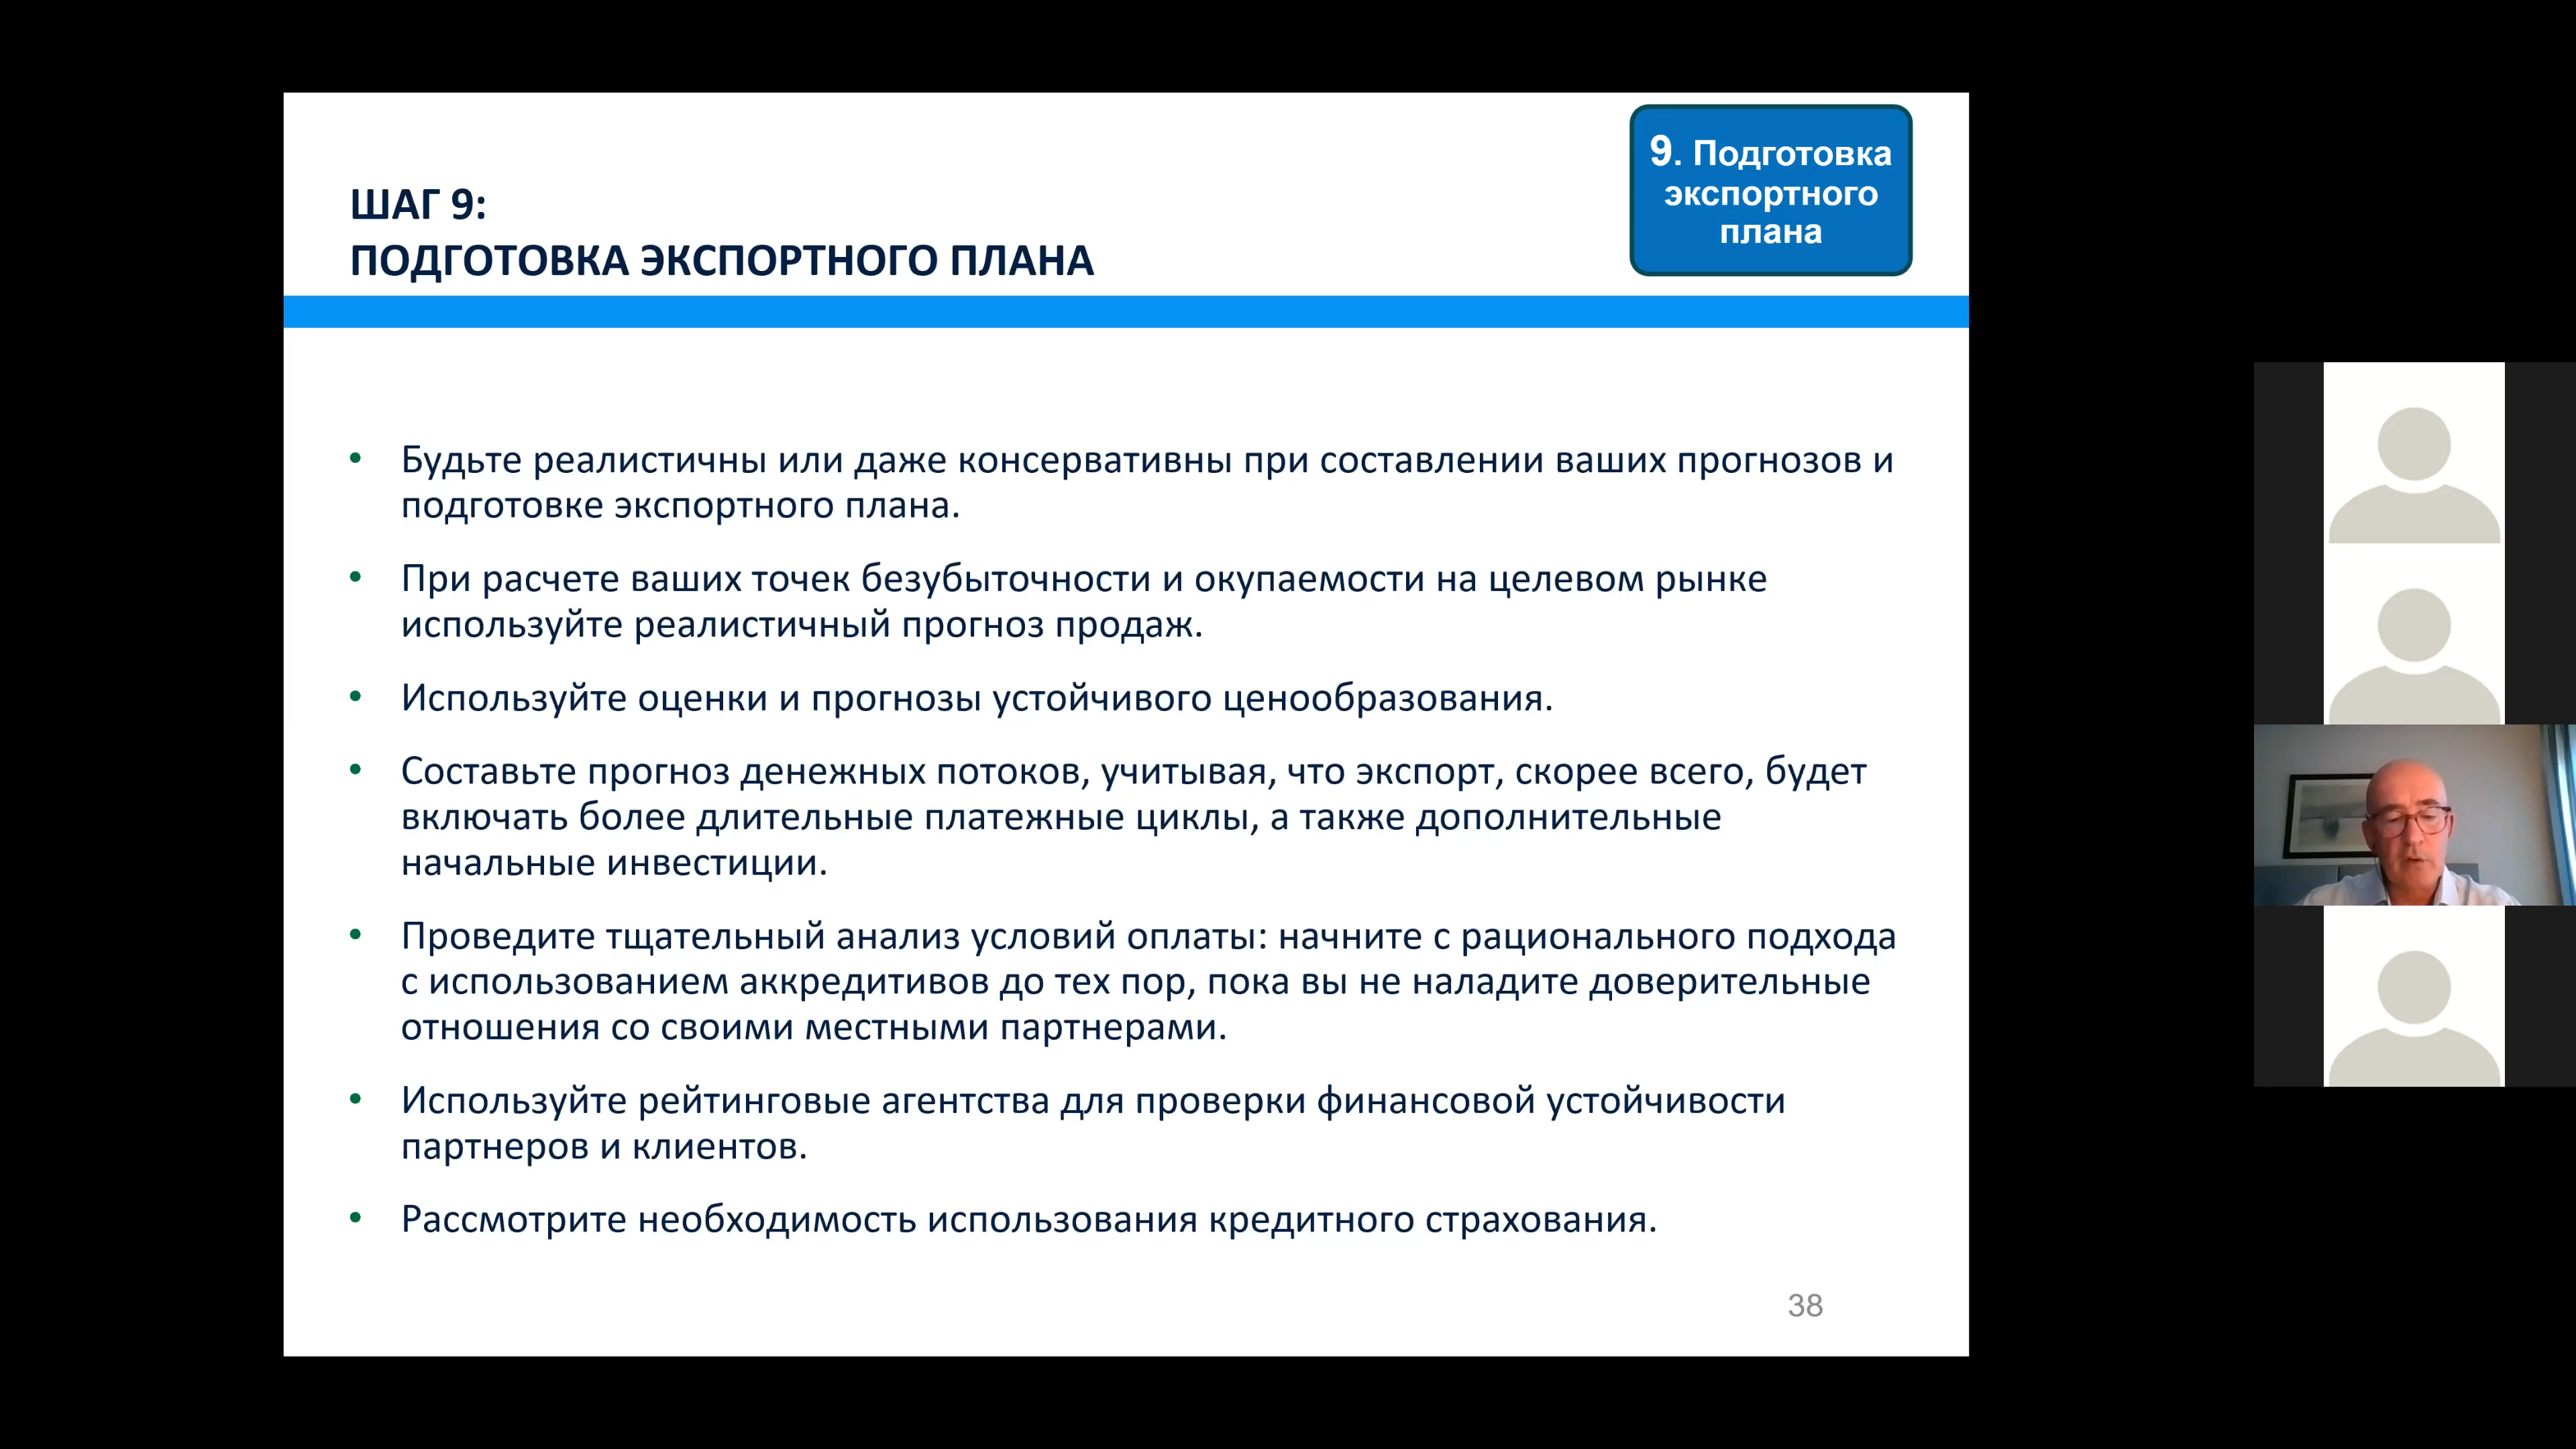 9. Подготовка
экспортного
плана
ШАГ 9:
ПОДГОТОВКА ЭКСПОРТНОГО ПЛАНА
• Будьте реалистичны или даже консервативны при составлении ваших прогнозов и
подготовке экспортного плана.
• При расчете ваших точек безубыточности и окупаемости на целевом рынке
используйте реалистичный прогноз продаж.
• Используйте оценки и прогнозы устойчивого ценообразования.
• Составьте прогноз денежных потоков, учитывая, что экспорт, скорее всего, будет
включать более длительные платежные циклы, а также дополнительные
начальные инвестиции.
• Проведите тщательный анализ условий оплаты: начните с рационального подхода
с использованием аккредитивов до тех пор, пока вы не наладите доверительные
отношения со своими местными партнерами.
• Используйте рейтинговые агентства для проверки финансовой устойчивости
партнеров и клиентов.
• Рассмотрите необходимость использования кредитного страхования.
38